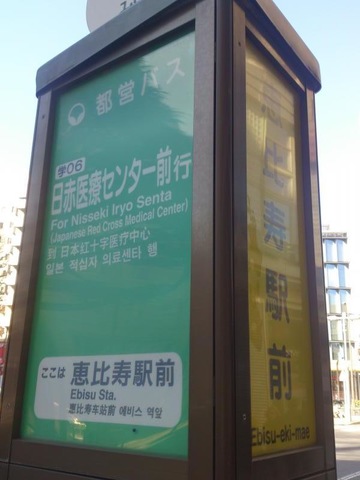 都営バス
学06
日赤医療センター前行
For Nisseki Iryo Senta
(Japanese Red Cross Medical Center)
到 日本红十字医疗中心
일본 적십자 의료센타 행
ここは 恵比寿駅前
Ebisu Sta.
恵比寿车站前 에비스 역앞
恵比寿駅前
Ebisu-eki-mae